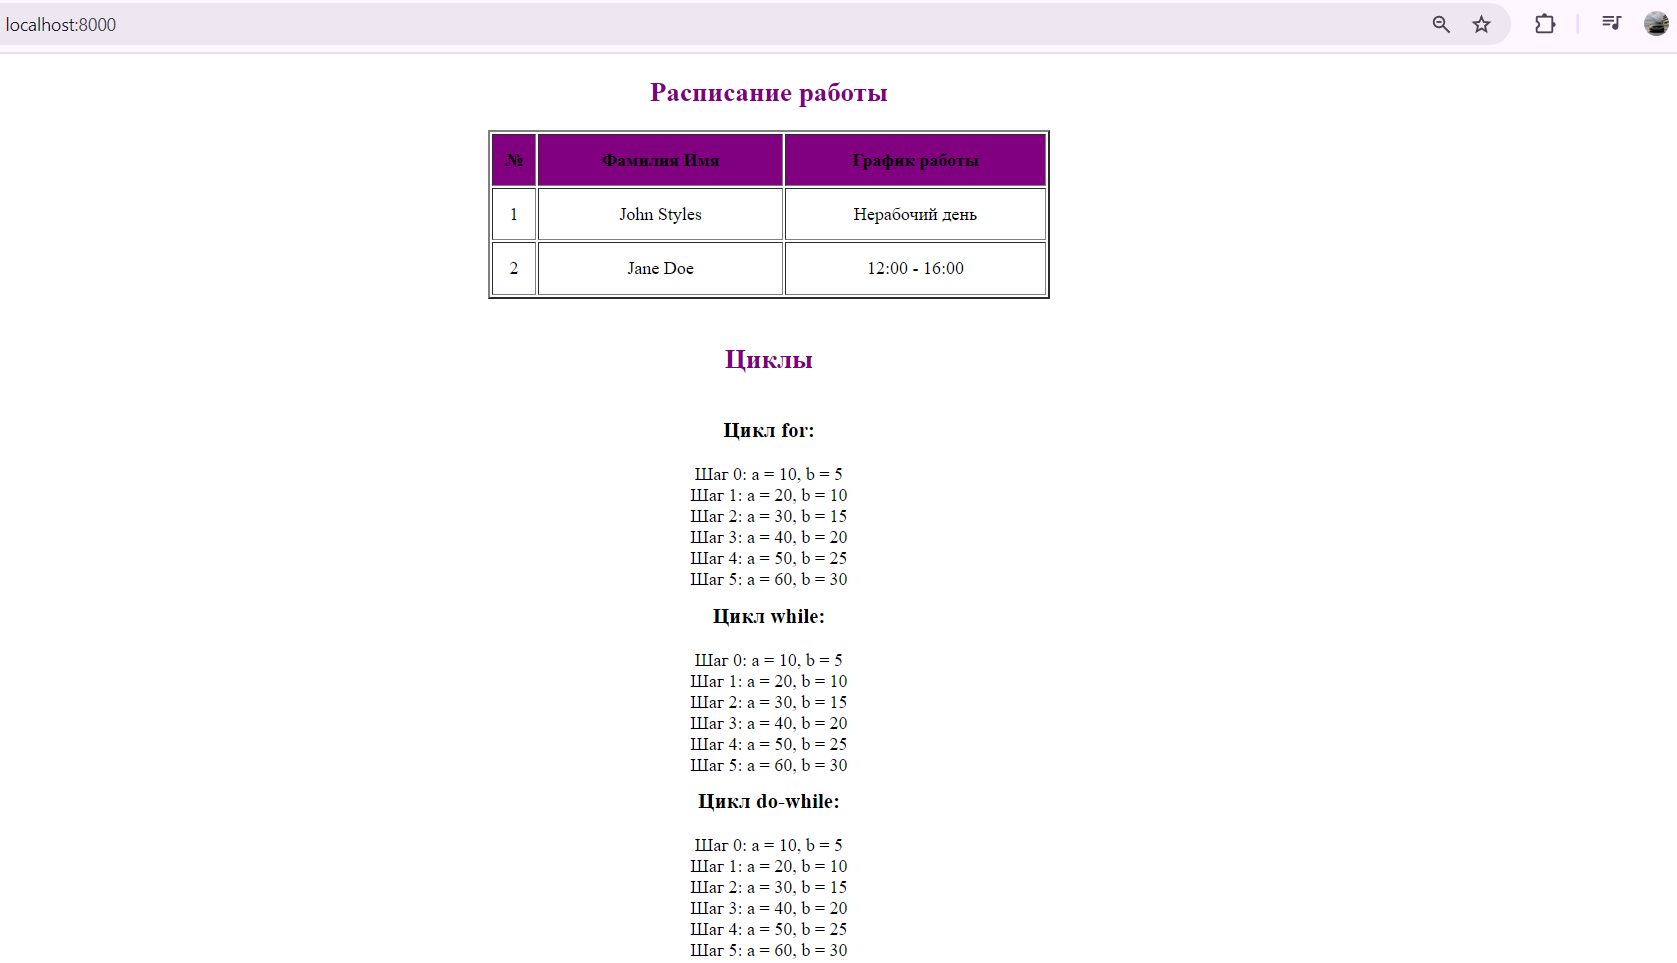 localhost:8000
Расписание работы
№ Фамилия Имя График работы
1 John Styles Нерабочий день
2 Jane Doe 12:00 - 16:00
Циклы
Цикл for:
Шаг 0: a = 10, b = 5
Шаг 1: a = 20, b = 10
Шаг 2: a = 30, b = 15
Шаг 3: a = 40, b = 20
Шаг 4: a = 50, b = 25
Шаг 5: a = 60, b = 30
Цикл while:
Шаг 0: a = 10, b = 5
Шаг 1: a = 20, b = 10
Шаг 2: a = 30, b = 15
Шаг 3: a = 40, b = 20
Шаг 4: a = 50, b = 25
Шаг 5: a = 60, b = 30
Цикл do-while:
Шаг 0: a = 10, b = 5
Шаг 1: a = 20, b = 10
Шаг 2: a = 30, b = 15
Шаг 3: a = 40, b = 20
Шаг 4: a = 50, b = 25
Шаг 5: a = 60, b = 30